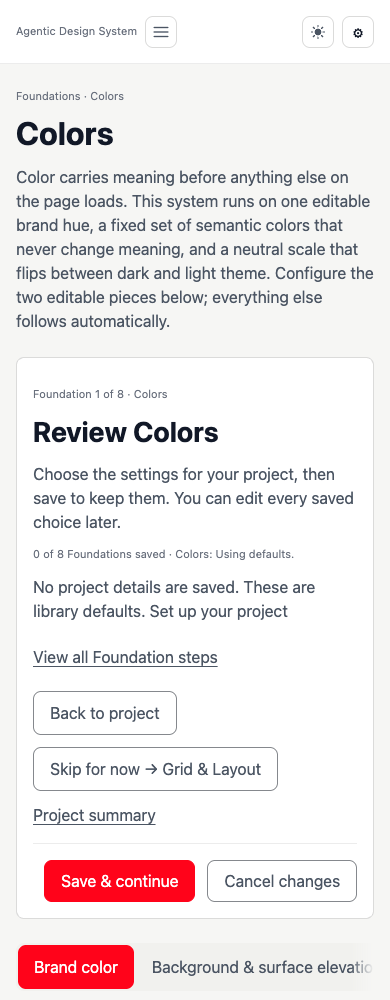 Agentic Design System
Foundations · Colors
Colors
Color carries meaning before anything else on
the page loads. This system runs on one editable
brand hue, a fixed set of semantic colors that
never change meaning, and a neutral scale that
flips between dark and light theme. Configure the
two editable pieces below; everything else
follows automatically.
Foundation 1 of 8 · Colors
Review Colors
Choose the settings for your project, then
save to keep them. You can edit every saved
choice later.
0 of 8 Foundations saved · Colors: Using defaults.
No project details are saved. These are
library defaults. Set up your project
View all Foundation steps
Back to project
Skip for now → Grid & Layout
Project summary
Save & continue
Cancel changes
Brand color
Background & surface elevatio